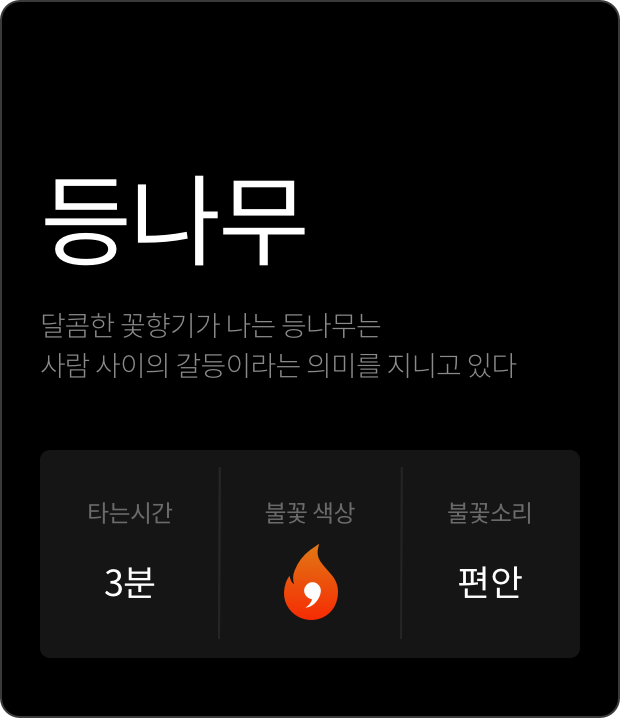 등나무
달콤한 꽃향기가 나는 등나무는
사람 사이의 갈등이라는 의미를 지니고 있다
타는시간
불꽃 색상
불꽃소리
3분
편안